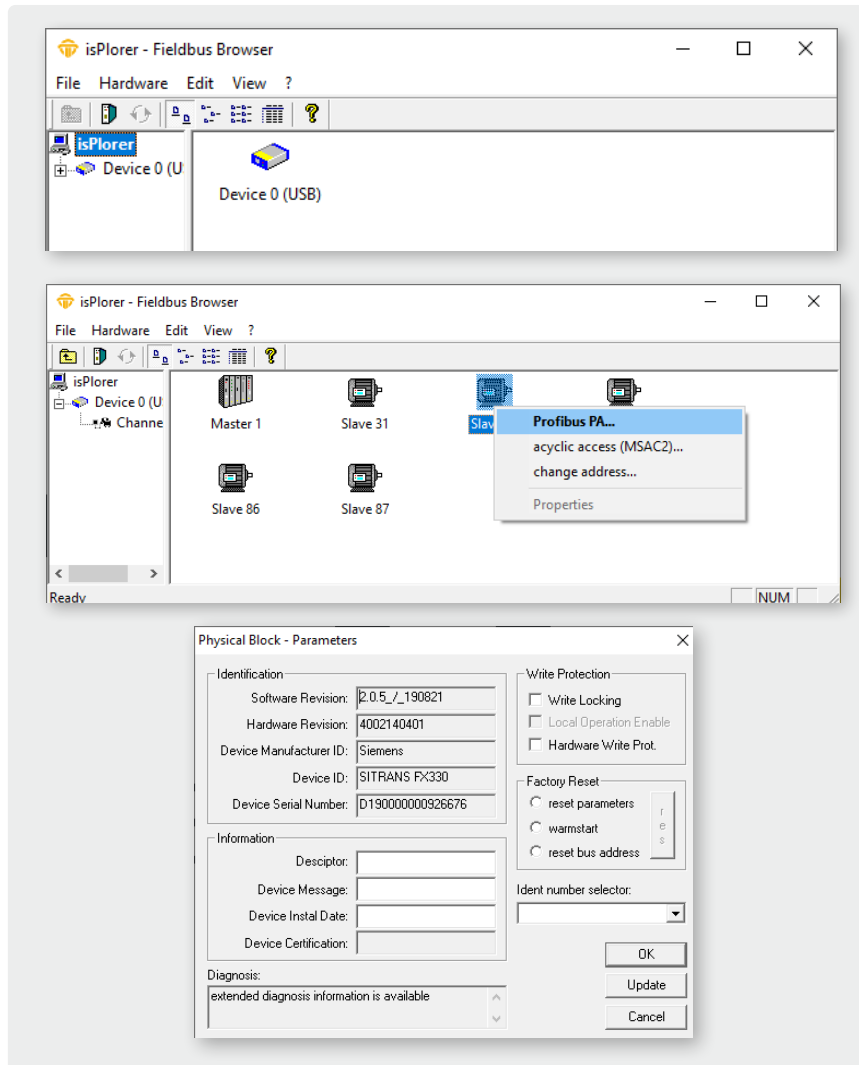 isPlorer - Fieldbus Browser
File Hardware Edit View ?
isPlorer
Device 0 (U
Device 0 (USB)
isPlorer - Fieldbus Browser
File Hardware Edit View ?
isPlorer
Device 0 (U
Channe
Master 1
Slave 31
Slav
Profibus PA...
acyclic access (MSAC2)...
change address...
Properties
Slave 86
Slave 87
Ready
NUM
Physical Block - Parameters
Identification
Software Revision: 2.0.5_/_190821
Hardware Revision: 4002140401
Device Manufacturer ID: Siemens
Device ID: SITRANS FX330
Device Serial Number: D190000000926676
Information
Desciptor:
Device Message:
Device Instal Date:
Device Certification:
Diagnosis:
extended diagnosis information is available
Write Protection
Write Locking
Local Operation Enable
Hardware Write Prot.
Factory Reset
reset parameters
warmstart
reset bus address
r
e
s
Ident number selector:
OK
Update
Cancel